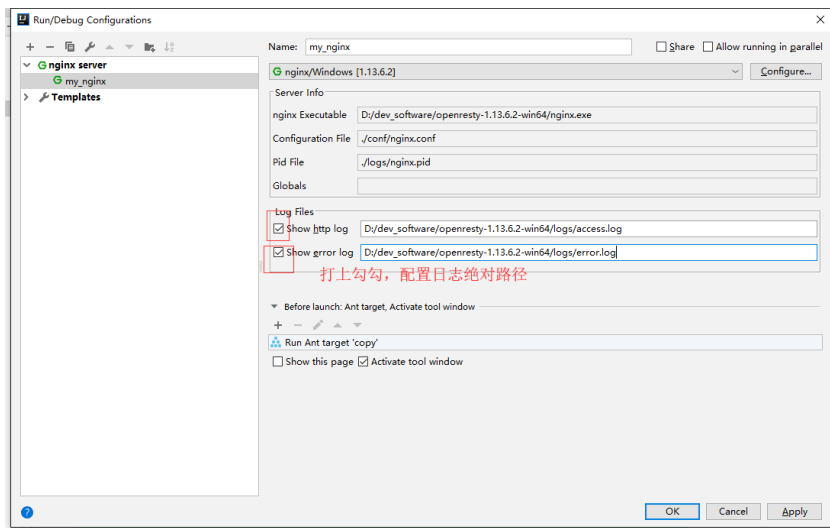 Run/Debug Configurations
Name: my_nginx
Share
Allow running in parallel
nginx server
my_nginx
Templates
nginx/Windows [1.13.6.2]
Configure...
Server Info
nginx Executable D:/dev_software/openresty-1.13.6.2-win64/nginx.exe
Configuration File ./conf/nginx.conf
Pid File ./logs/nginx.pid
Globals
Log Files
Show http log D:/dev_software/openresty-1.13.6.2-win64/logs/access.log
Show error log D:/dev_software/openresty-1.13.6.2-win64/logs/error.log
打上勾勾，配置日志绝对路径
Before launch: Ant target, Activate tool window
Run Ant target 'copy'
Show this page Activate tool window
OK Cancel Apply